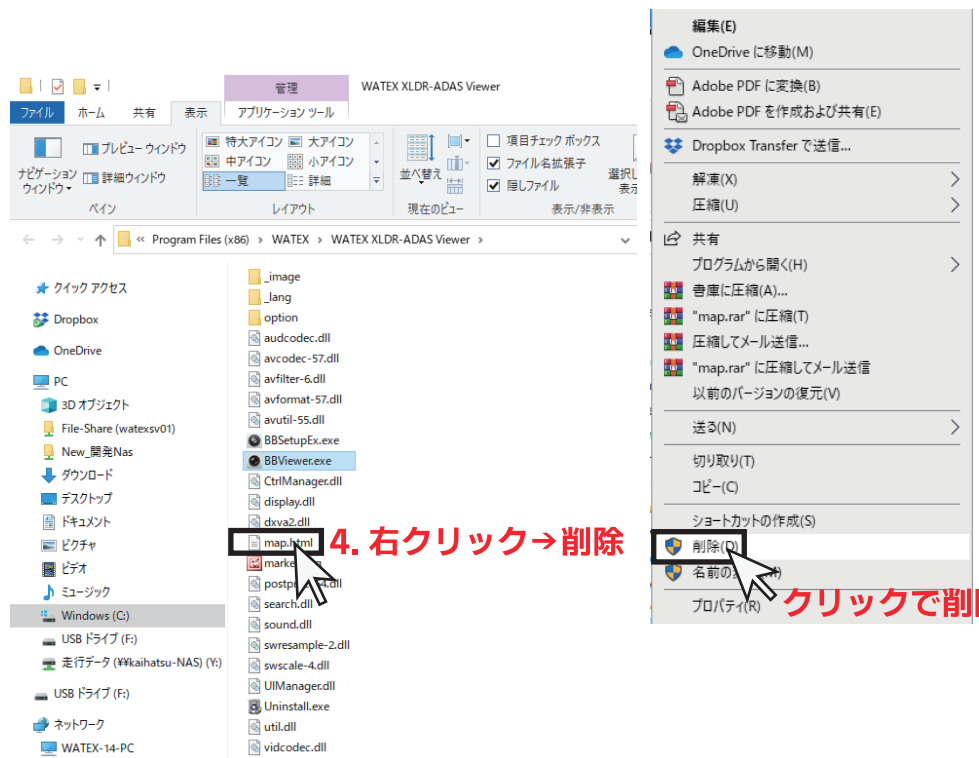 管理
WATEX XLDR-ADAS Viewer
ファイル
ホーム
共有
表示
アプリケーション ツール
ナビゲーション
ウィンドウ
プレビュー ウィンドウ
詳細ウィンドウ
ペイン
特大アイコン
大アイコン
中アイコン
小アイコン
一覧
詳細
レイアウト
並べ替え
現在のビュー
項目チェック ボックス
ファイル名拡張子
隠しファイル
選択し
表示
表示/非表示
« Program Files (x86) › WATEX › WATEX XLDR-ADAS Viewer ›
クイック アクセス
Dropbox
OneDrive
PC
3D オブジェクト
File-Share (watexsv01)
New_開発Nas
ダウンロード
デスクトップ
ドキュメント
ピクチャ
ビデオ
ミュージック
Windows (C:)
USB ドライブ (F:)
走行データ (¥¥kaihatsu-NAS) (Y:)
USB ドライブ (F:)
ネットワーク
WATEX-14-PC
_image
_lang
option
audcodec.dll
avcodec-57.dll
avfilter-6.dll
avformat-57.dll
avutil-55.dll
BBSetupEx.exe
BBViewer.exe
CtrlManager.dll
display.dll
dxva2.dll
map.html
4. 右クリック→削除
search.dll
sound.dll
swresample-2.dll
swscale-4.dll
UIManager.dll
Uninstall.exe
util.dll
vidcodec.dll
編集(E)
OneDrive に移動(M)
Adobe PDF に変換(B)
Adobe PDF を作成および共有(E)
Dropbox Transfer で送信...
解凍(X)
圧縮(U)
共有
プログラムから開く(H)
書庫に圧縮(A)...
"map.rar" に圧縮(T)
圧縮してメール送信...
"map.rar" に圧縮してメール送信
以前のバージョンの復元(V)
送る(N)
切り取り(T)
コピー(C)
ショートカットの作成(S)
削除(D)
プロパティ(R)
クリックで削